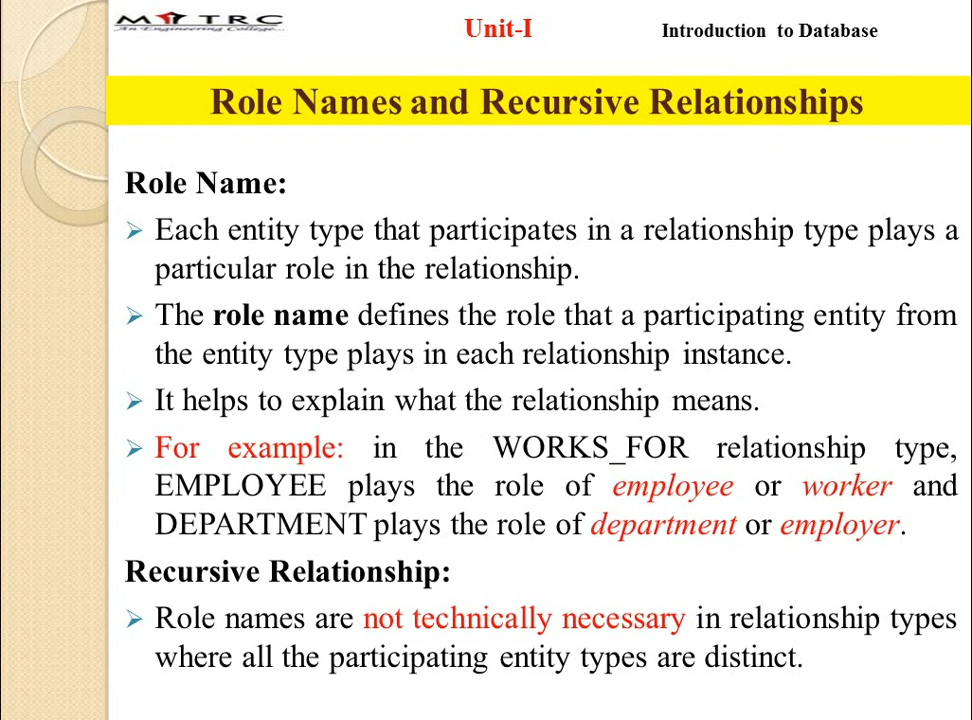 MITRC
An Engineering College...
Unit-I
Introduction to Database
Role Names and Recursive Relationships
Role Name:
➢ Each entity type that participates in a relationship type plays a
particular role in the relationship.
➢ The role name defines the role that a participating entity from
the entity type plays in each relationship instance.
➢ It helps to explain what the relationship means.
➢ For example: in the WORKS_FOR relationship type,
EMPLOYEE plays the role of employee or worker and
DEPARTMENT plays the role of department or employer.
Recursive Relationship:
➢ Role names are not technically necessary in relationship types
where all the participating entity types are distinct.